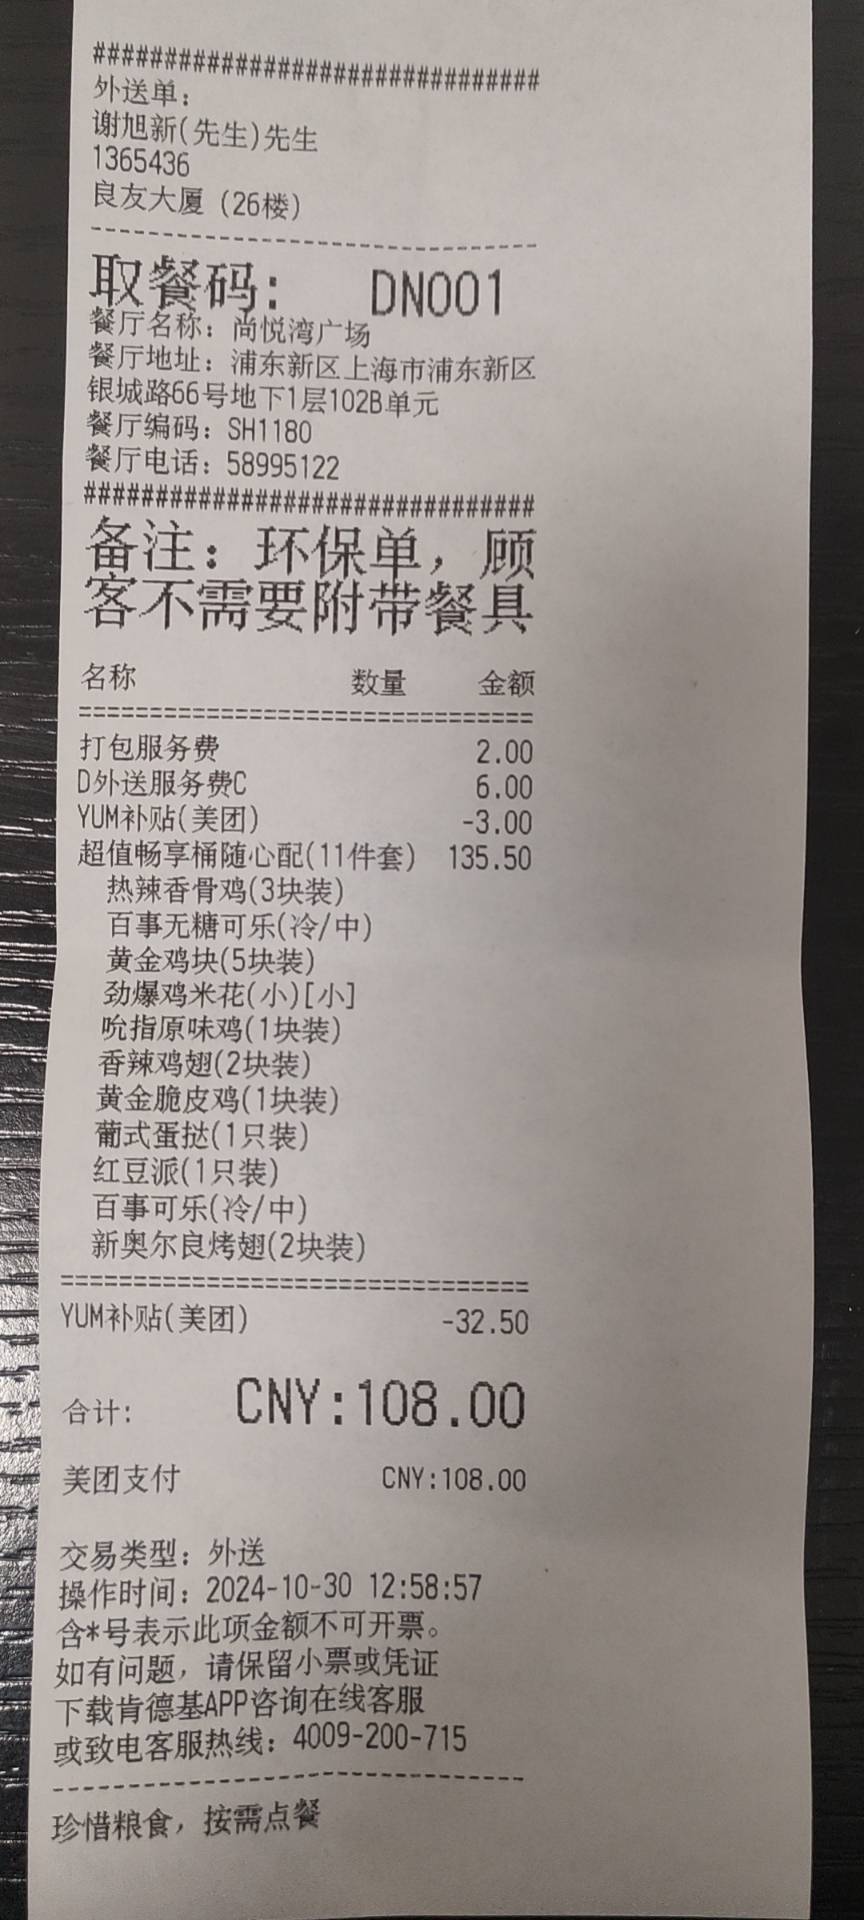 ################################
外送单：
谢旭新(先生)先生
1365436
良友大厦（26楼）
--------------------------------
取餐码： DN001
餐厅名称：尚悦湾广场
餐厅地址：浦东新区上海市浦东新区
银城路66号地下1层102B单元
餐厅编码：SH1180
餐厅电话：58995122
################################
备注：环保单，顾
客不需要附带餐具
名称 数量 金额
================================
打包服务费 2.00
D外送服务费C 6.00
YUM补贴(美团) -3.00
超值畅享桶随心配(11件套) 135.50
热辣香骨鸡(3块装)
百事无糖可乐(冷/中)
黄金鸡块(5块装)
劲爆鸡米花(小)[小]
吮指原味鸡(1块装)
香辣鸡翅(2块装)
黄金脆皮鸡(1块装)
葡式蛋挞(1只装)
红豆派(1只装)
百事可乐(冷/中)
新奥尔良烤翅(2块装)
================================
YUM补贴(美团) -32.50
合计: CNY:108.00
美团支付 CNY:108.00
交易类型：外送
操作时间：2024-10-30 12:58:57
含*号表示此项金额不可开票。
如有问题，请保留小票或凭证
下载肯德基APP咨询在线客服
或致电客服热线：4009-200-715
--------------------------------
珍惜粮食，按需点餐